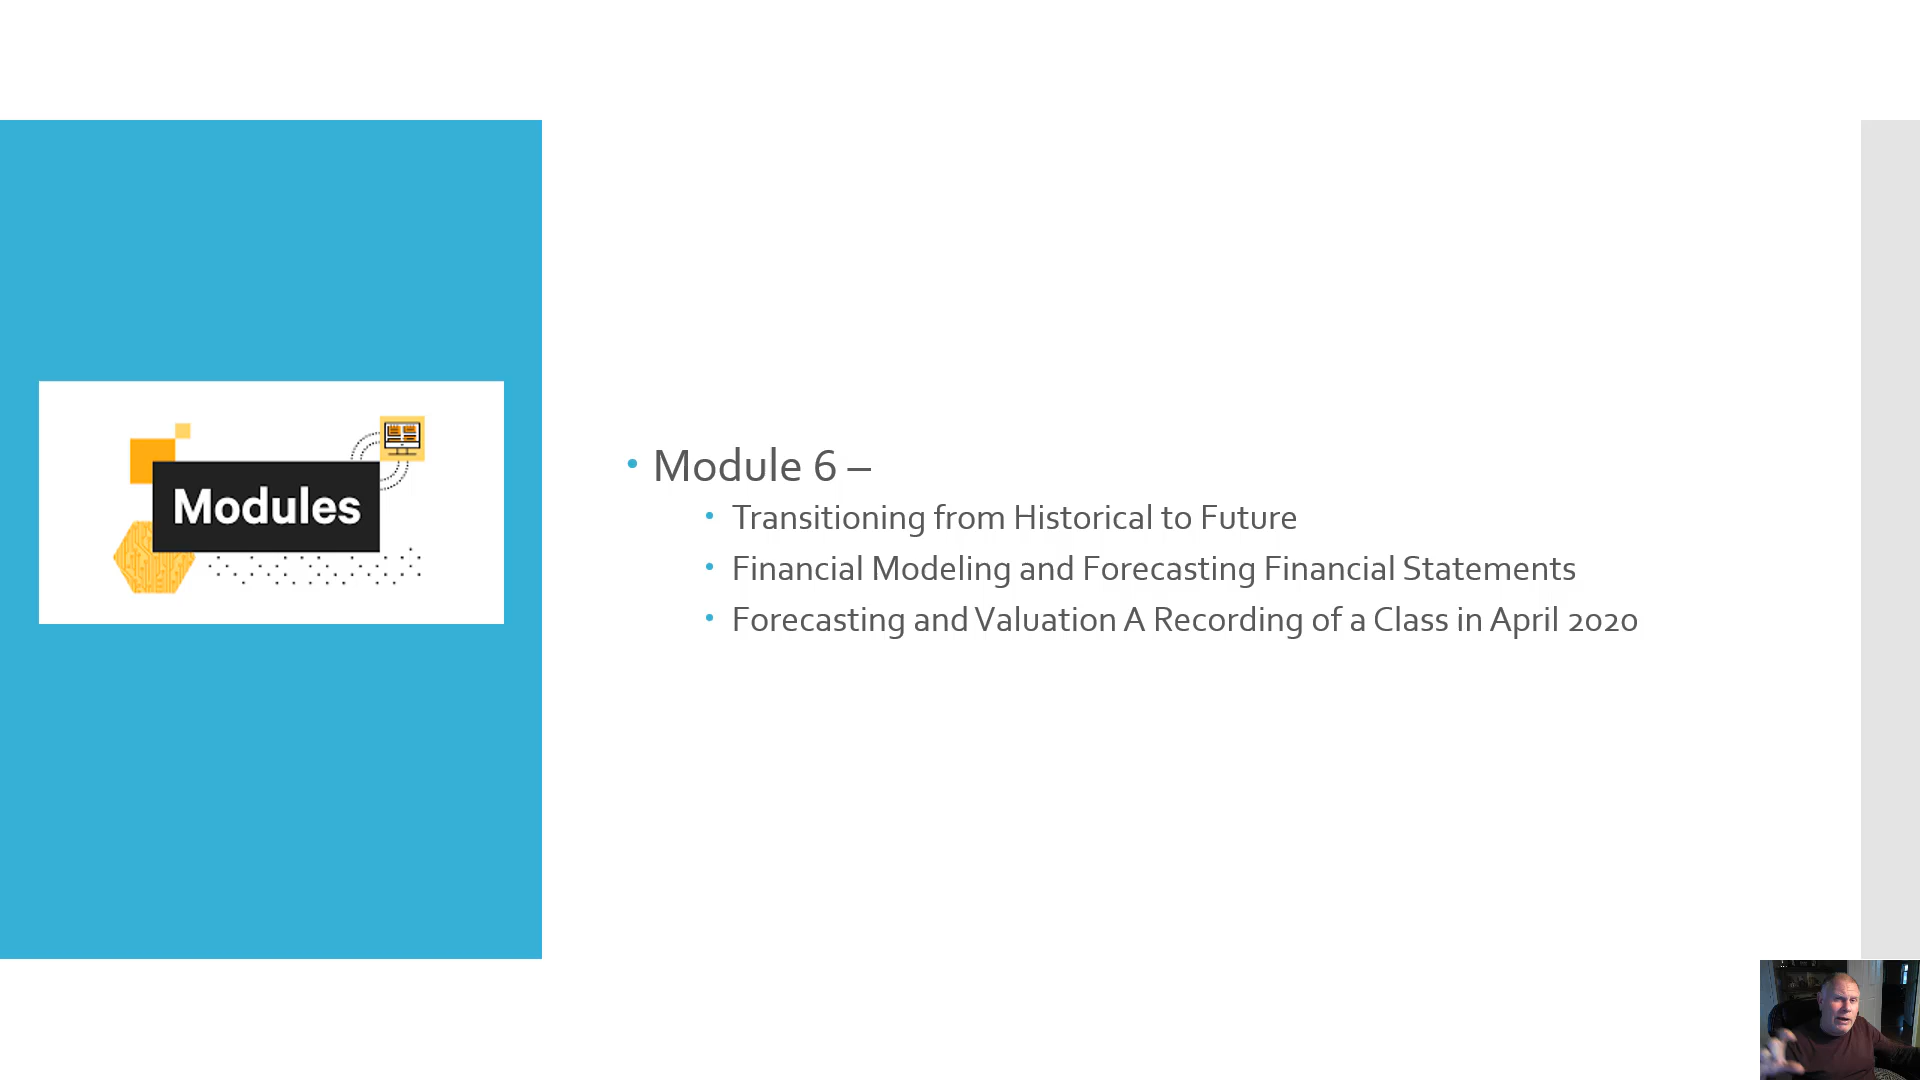 Modules
• Module 6 –
• Transitioning from Historical to Future
• Financial Modeling and Forecasting Financial Statements
• Forecasting and Valuation A Recording of a Class in April 2020